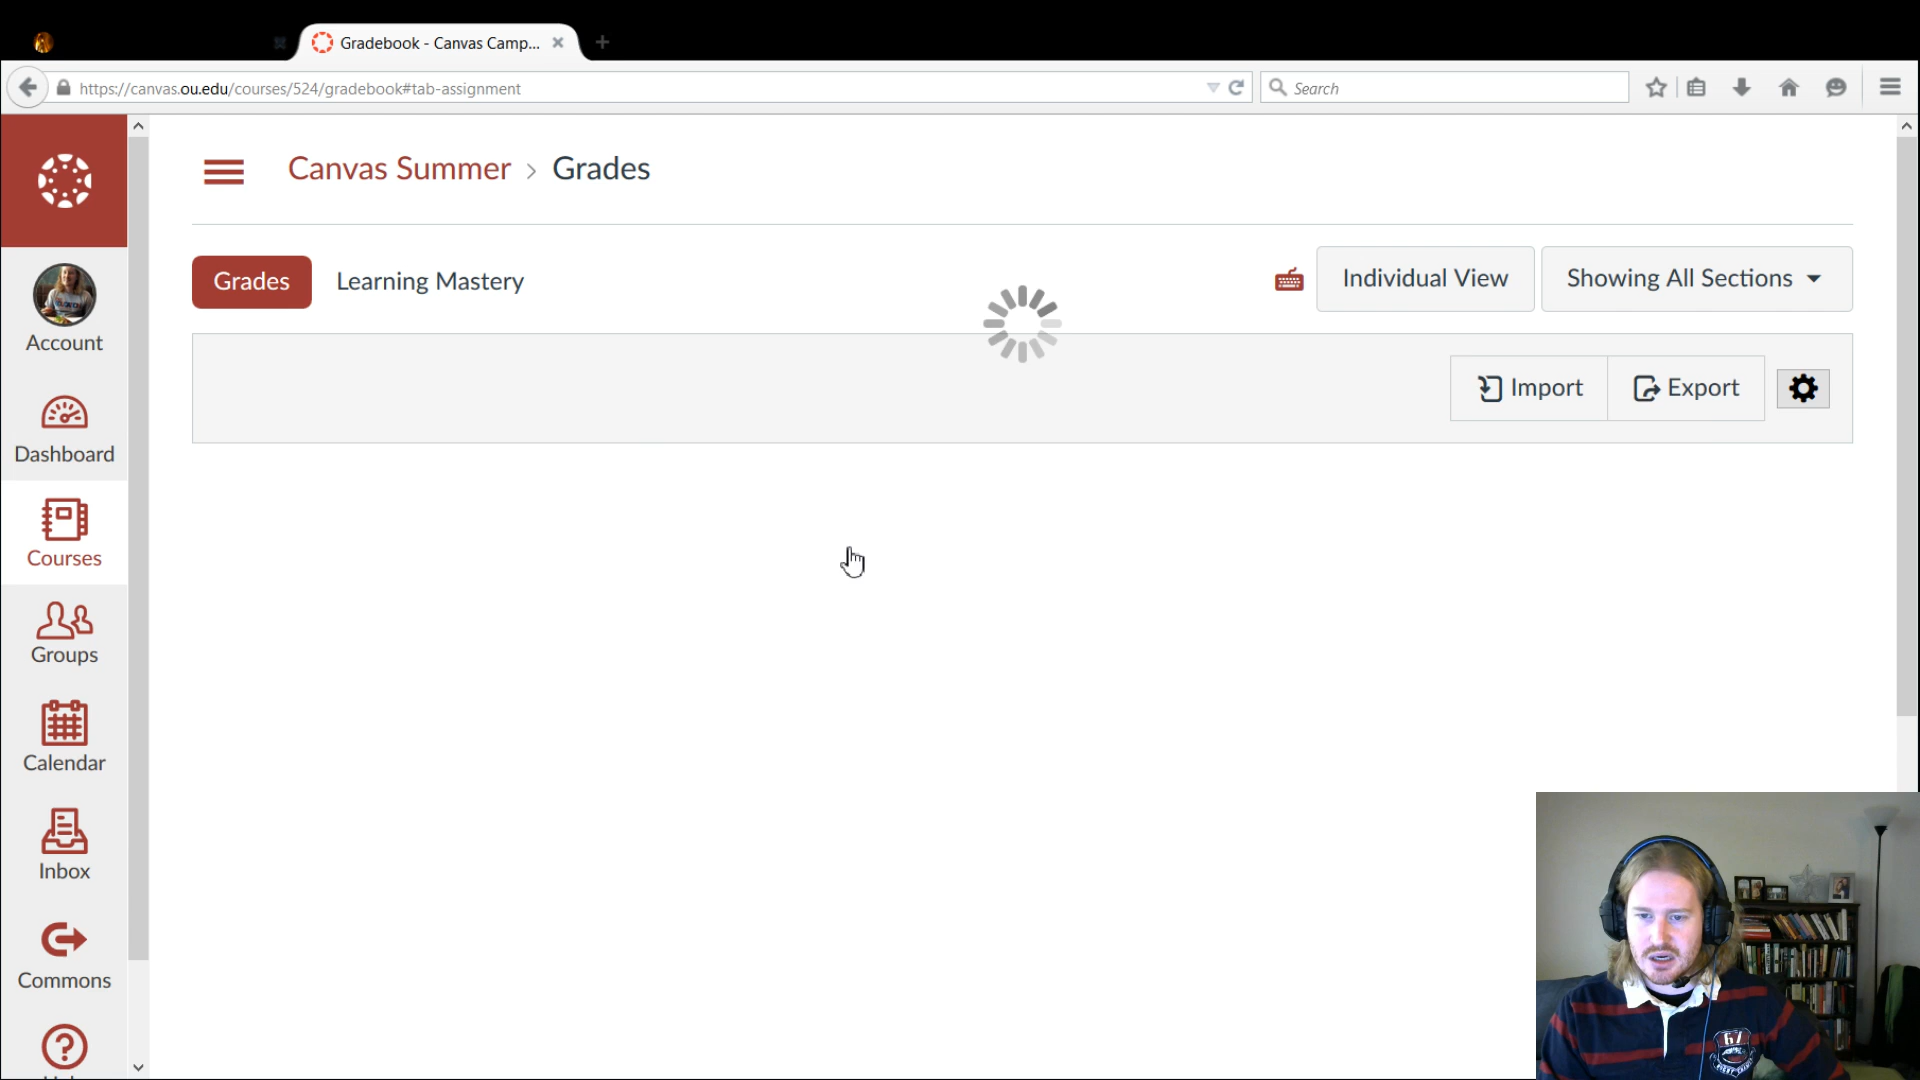 Gradebook - Canvas Camp...
https://canvas.ou.edu/courses/524/gradebook#tab-assignment
Search
Canvas Summer > Grades
Grades
Learning Mastery
Individual View
Showing All Sections
Import
Export
Account
Dashboard
Courses
Groups
Calendar
Inbox
Commons
67